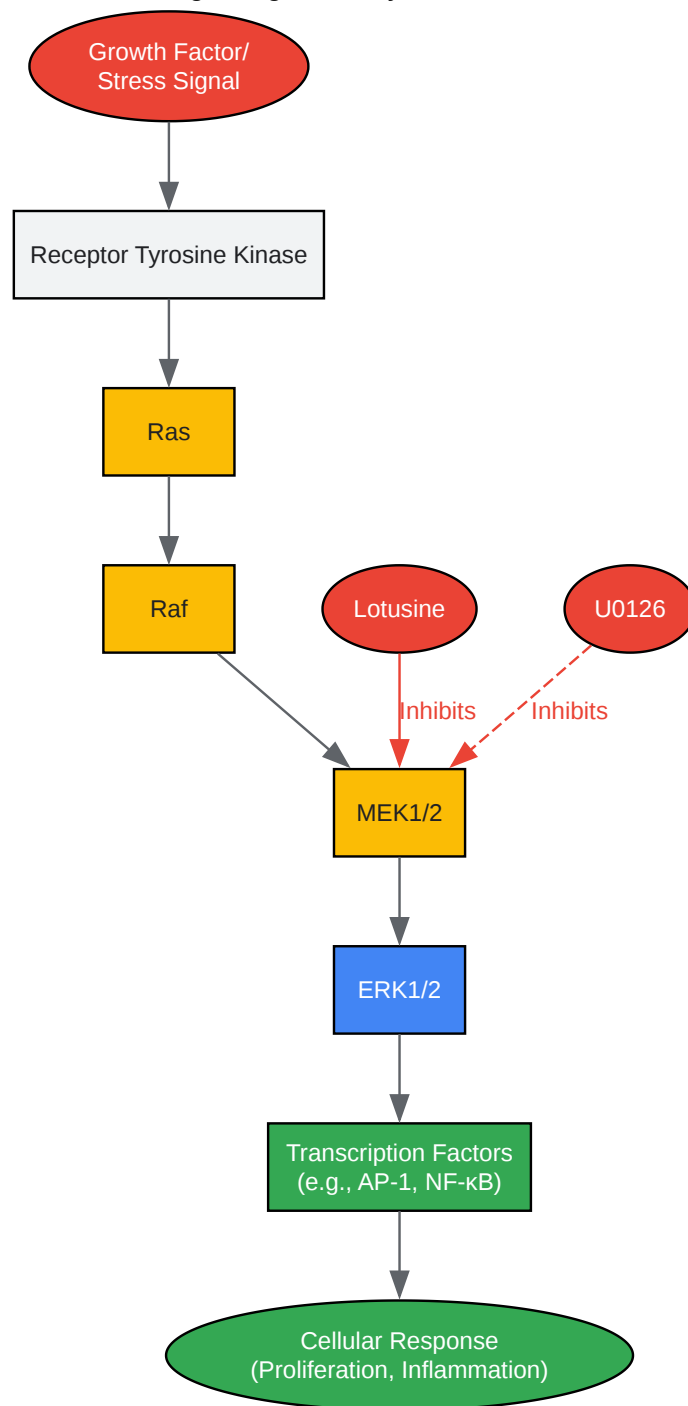 Growth Factor/
Stress Signal
Receptor Tyrosine Kinase
Ras
Raf
Lotusine
U0126
Inhibits
Inhibits
MEK1/2
ERK1/2
Transcription Factors
(e.g., AP-1, NF-κB)
Cellular Response
(Proliferation, Inflammation)